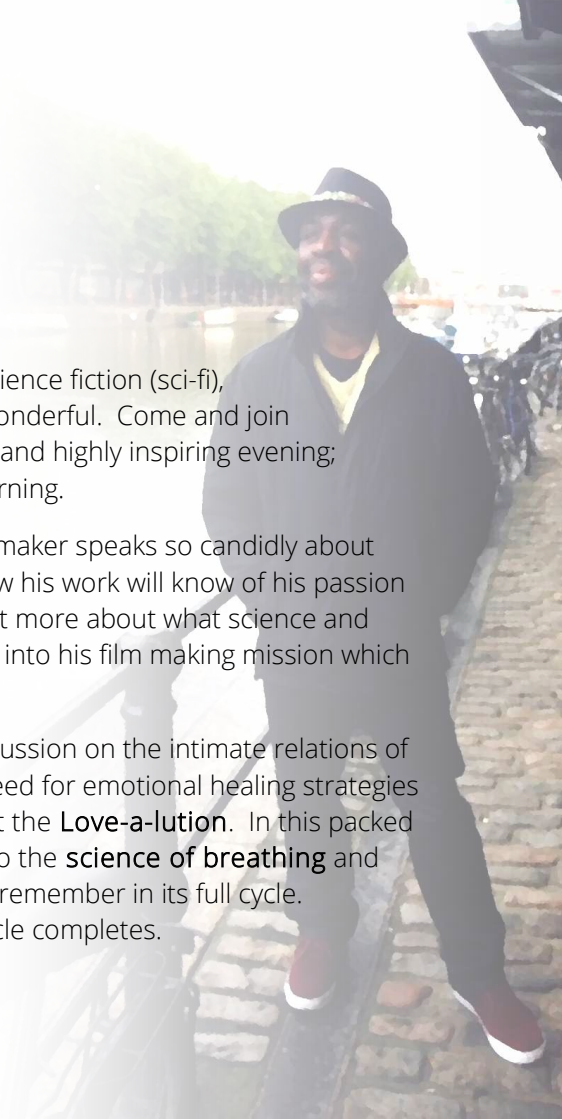 ience fiction (sci-fi),
onderful.  Come and join
and highly inspiring evening;
rning.
maker speaks so candidly about
w his work will know of his passion
t more about what science and
into his film making mission which
ussion on the intimate relations of
eed for emotional healing strategies
t the Love-a-lution.  In this packed
o the science of breathing and
remember in its full cycle.
cle completes.